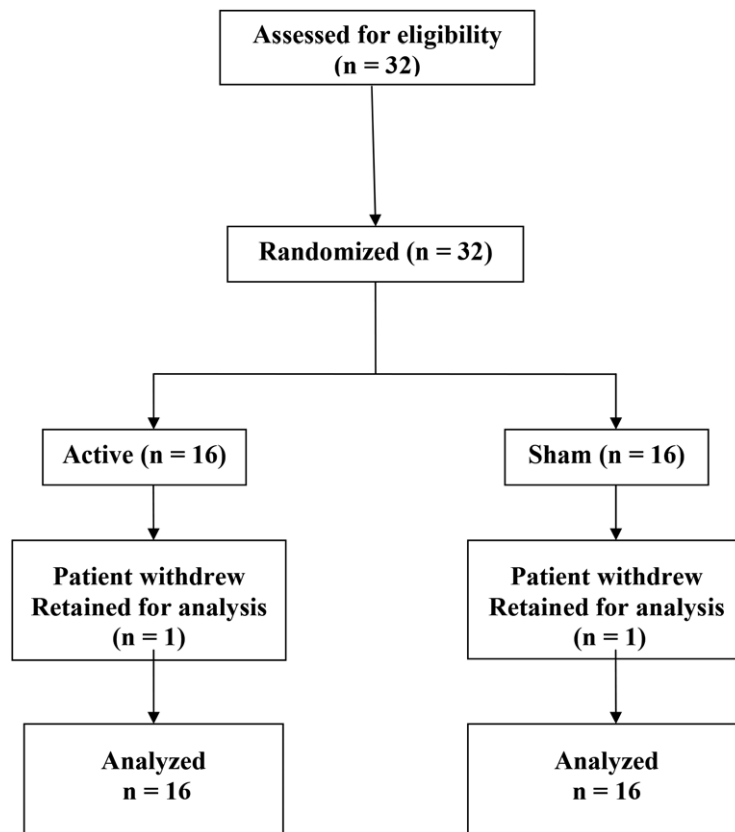 Assessed for eligibility
(n = 32)
Randomized (n = 32)
Active (n = 16)
Sham (n = 16)
Patient withdrew
Retained for analysis
(n = 1)
Patient withdrew
Retained for analysis
(n = 1)
Analyzed
n = 16
Analyzed
n = 16